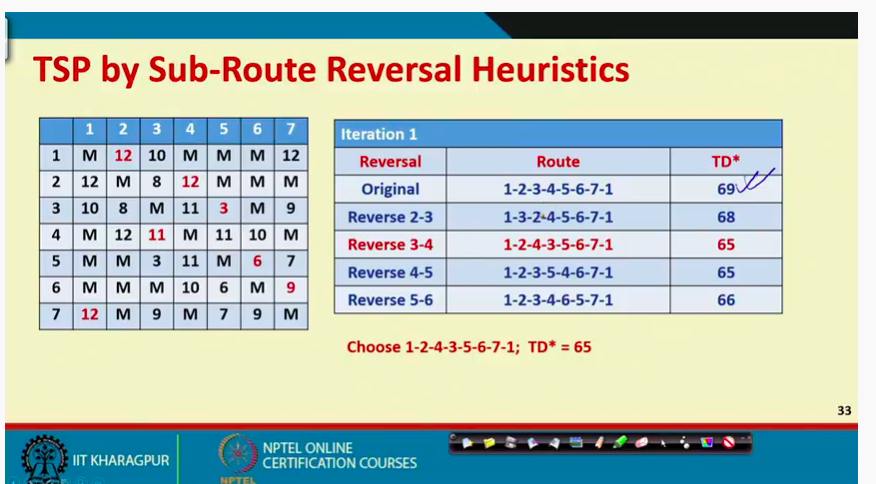 TSP by Sub-Route Reversal Heuristics
1 2 3 4 5 6 7
1 M 12 10 M M M 12
2 12 M 8 12 M M M
3 10 8 M 11 3 M 9
4 M 12 11 M 11 10 M
5 M M 3 11 M 6 7
6 M M M 10 6 M 9
7 12 M 9 M 7 9 M
Iteration 1
Reversal Route TD*
Original 1-2-3-4-5-6-7-1 69
Reverse 2-3 1-3-2-4-5-6-7-1 68
Reverse 3-4 1-2-4-3-5-6-7-1 65
Reverse 4-5 1-2-3-5-4-6-7-1 65
Reverse 5-6 1-2-3-4-6-5-7-1 66
Choose 1-2-4-3-5-6-7-1; TD* = 65
33
IIT KHARAGPUR
NPTEL ONLINE
CERTIFICATION COURSES
NPTEL